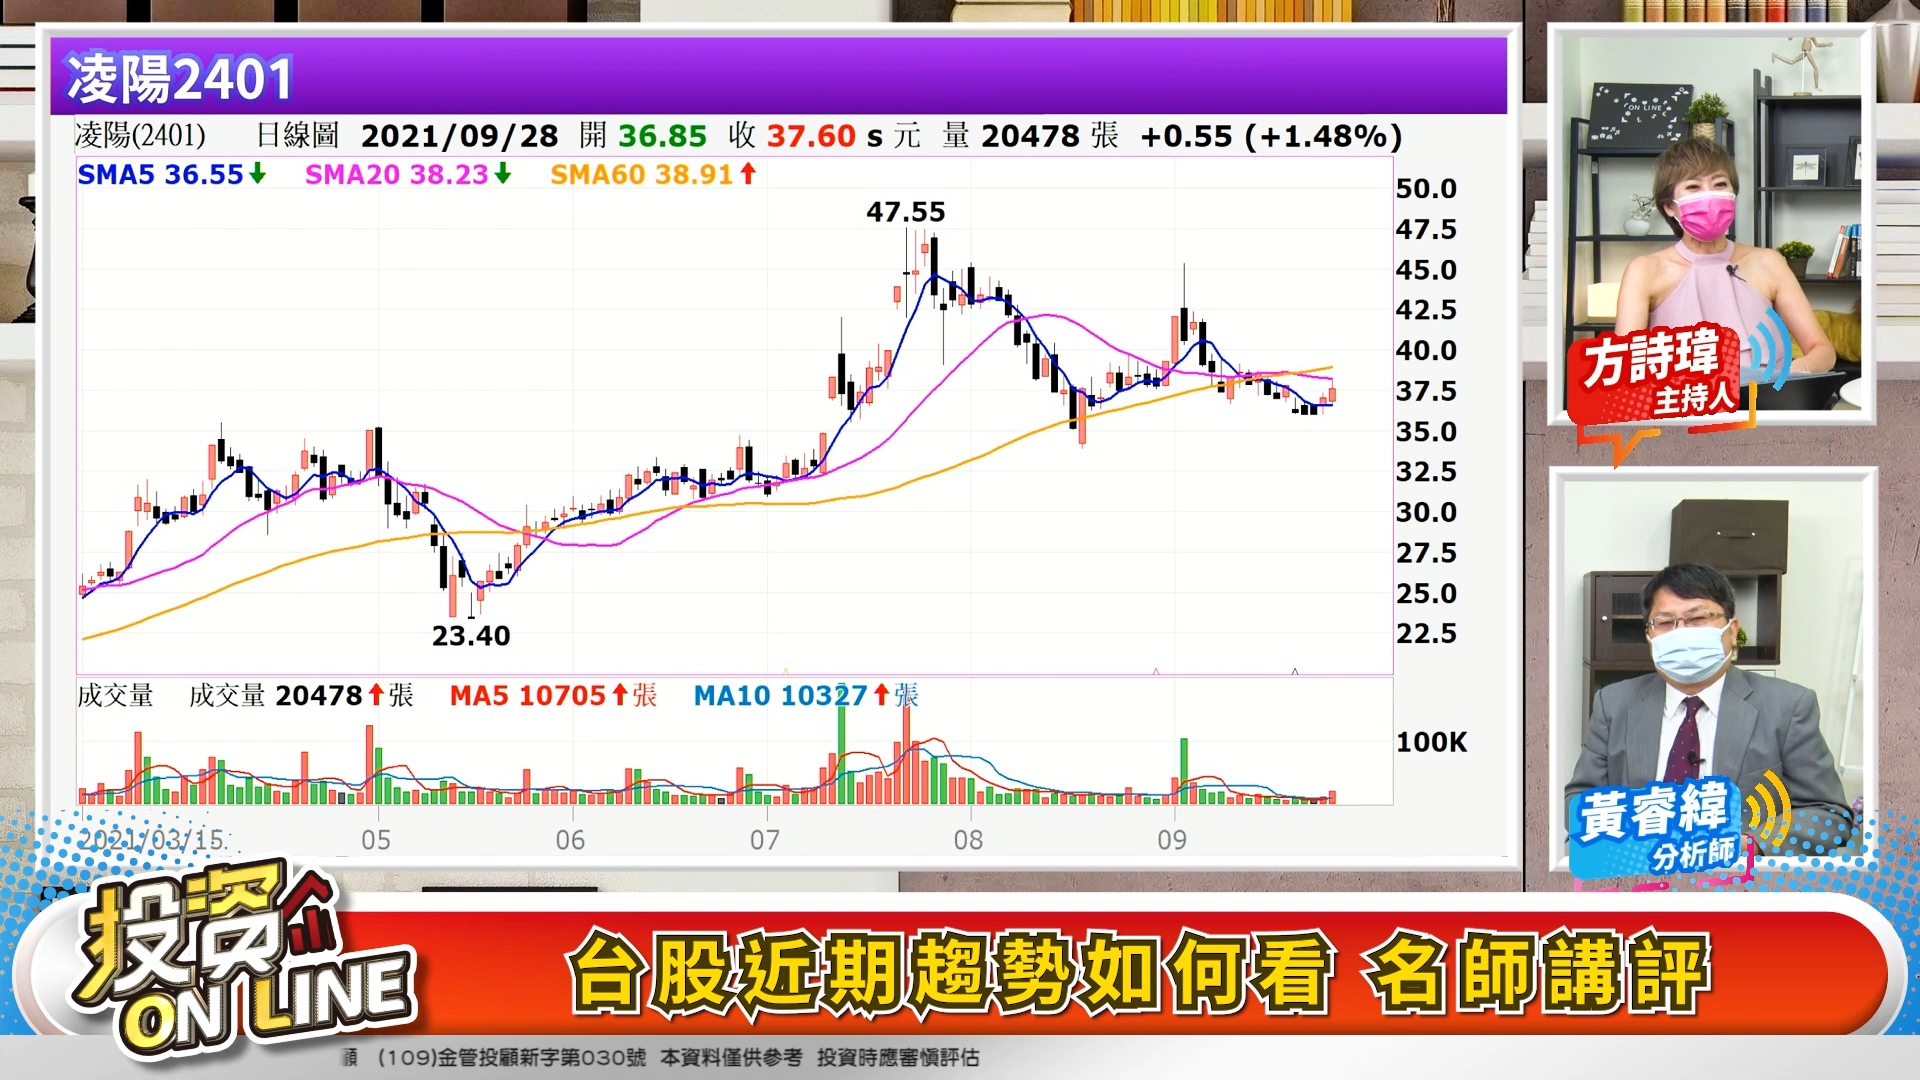 凌陽2401
凌陽(2401) 日線圖 2021/09/28 開 36.85 收 37.60 s 元 量 20478 張 +0.55 (+1.48%)
SMA5 36.55↓ SMA20 38.23↓ SMA60 38.91↑
50.0
47.5
45.0
42.5
40.0
37.5
35.0
32.5
30.0
27.5
25.0
22.5
47.55
23.40
成交量 成交量 20478↑張 MA5 10705↑張 MA10 10327↑張
100K
2021/03/15 05 06 07 08 09
ON LINE
方詩瑋
主持人
黃睿緯
分析師
投資
ON LINE
台股近期趨勢如何看 名師講評
顧 (109)金管投顧新字第030號 本資料僅供參考 投資時應審慎評估